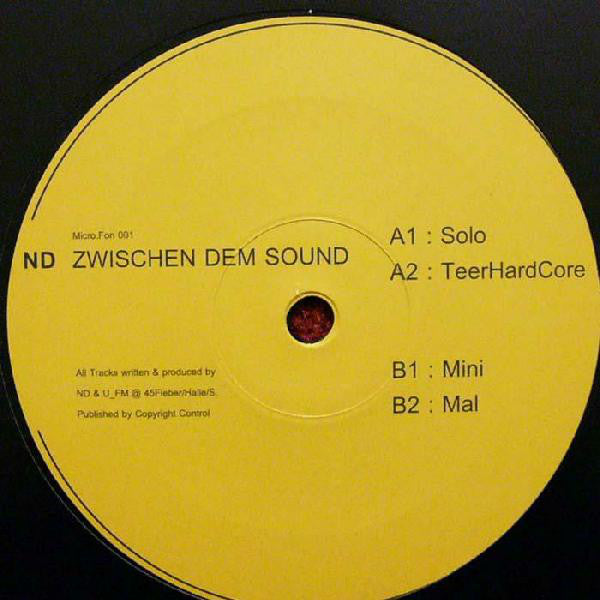 Micro.Fon 001
ND ZWISCHEN DEM SOUND
A1 : Solo
A2 : TeerHardCore
B1 : Mini
B2 : Mal
All Tracks written & produced by
ND & U_FM @ 45Fieber/Halle/S.
Published by Copyright Control